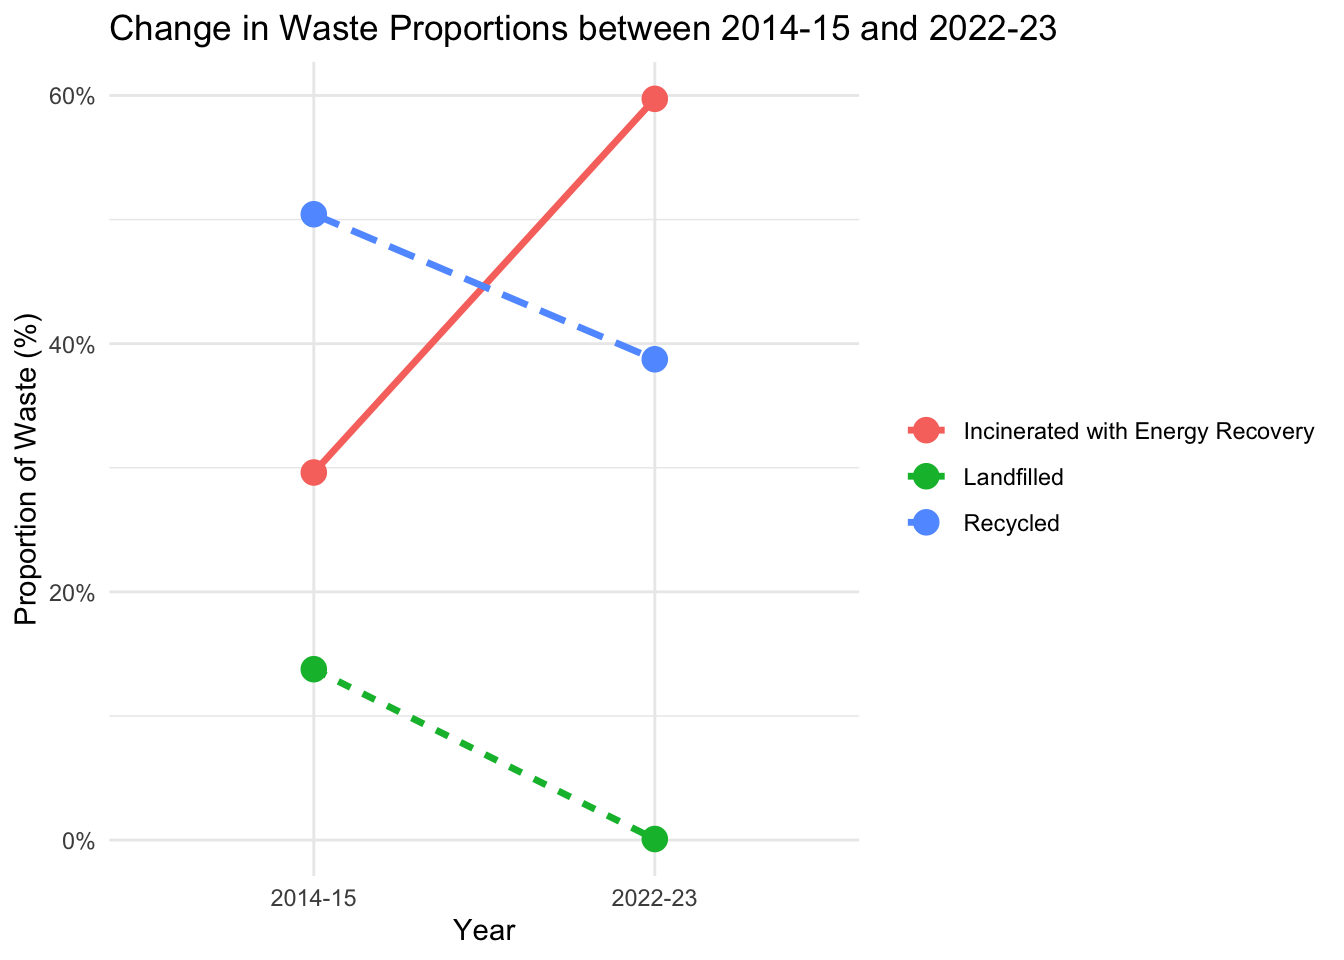 Change in Waste Proportions between 2014-15 and 2022-23
60%
40%
20%
0%
Proportion of Waste (%)
2014-15
2022-23
Year
Incinerated with Energy Recovery
Landfilled
Recycled